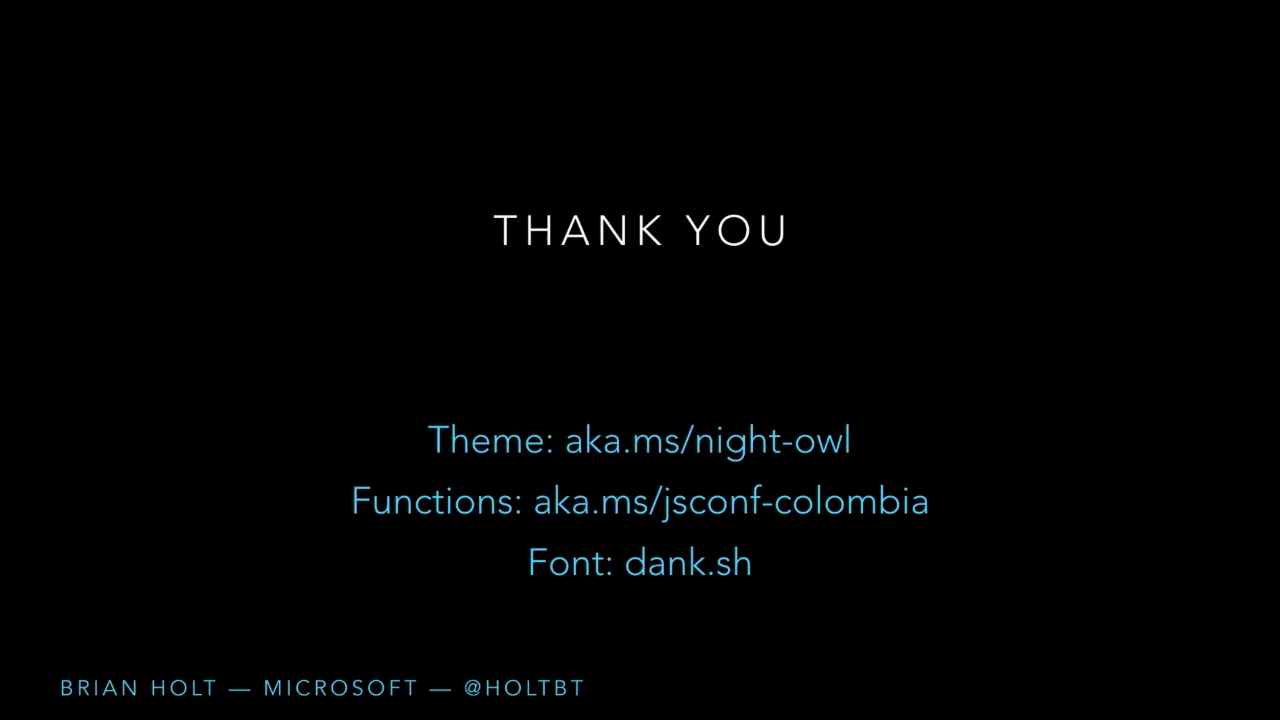 THANK YOU
Theme: aka.ms/night-owl
Functions: aka.ms/jsconf-colombia
Font: dank.sh
BRIAN HOLT — MICROSOFT — @HOLTBT